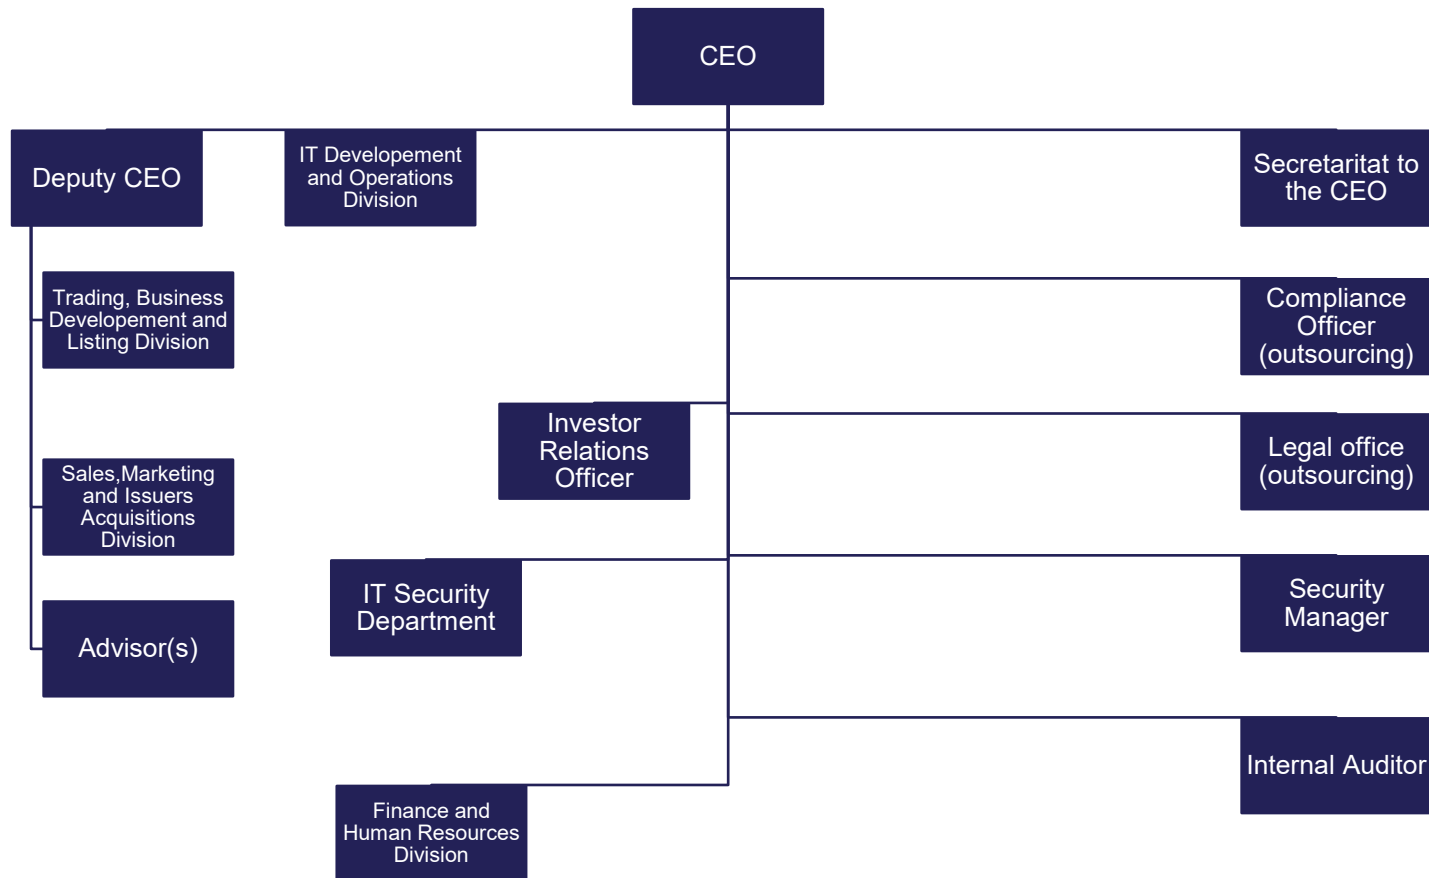 CEO
Deputy CEO
IT Developement
and Operations
Division
Secretaritat to
the CEO
Trading, Business
Developement and
Listing Division
Compliance
Officer
(outsourcing)
Investor
Relations
Officer
Legal office
(outsourcing)
Sales,Marketing
and Issuers
Acquisitions
Division
IT Security
Department
Security
Manager
Advisor(s)
Internal Auditor
Finance and
Human Resources
Division